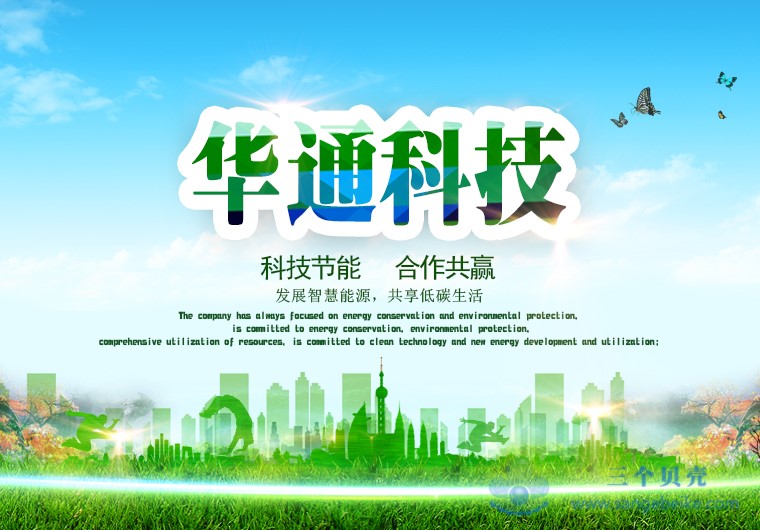 华通科技
科技节能 合作共赢
发展智慧能源，共享低碳生活
The company has always focused on energy conservation and environmental protection,
is committed to energy conservation, environmental protection,
comprehensive utilization of resources, is committed to clean technology and new energy development and utilization;
三个贝壳